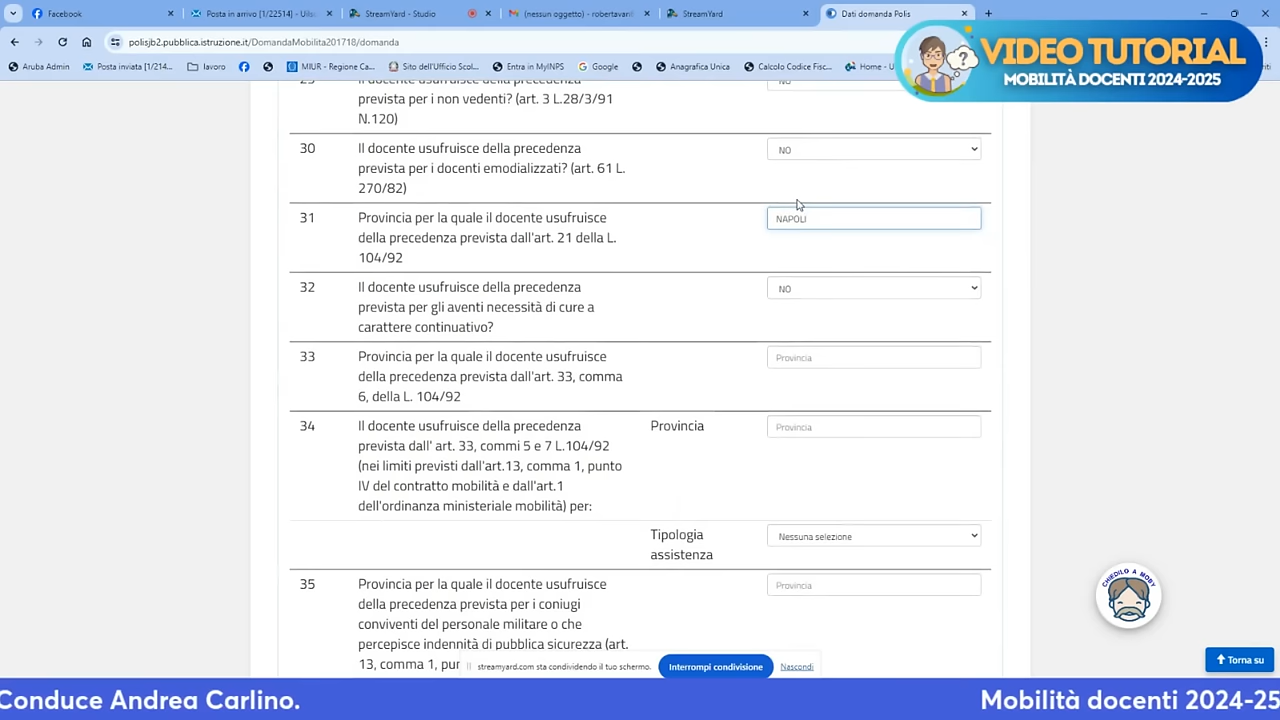 Facebook
Posta in arrivo [1/22514] - Uilsc
StreamYard - Studio
(nessun oggetto) - robertavaril
StreamYard
Dati domanda Polis
polisjb2.pubblica.istruzione.it/DomandaMobilita201718/domanda
Aruba Admin
Posta inviata [1/214...
lavoro
MIUR - Regione Ca...
Sito dell'Ufficio Scol...
Entra in MyINPS
Google
Anagrafica Unica
Calcolo Codice Fisc...
Home - U
VIDEO TUTORIAL
MOBILITÀ DOCENTI 2024-2025
prevista per i non vedenti? (art. 3 L.28/3/91
N.120)
NO
30
Il docente usufruisce della precedenza
prevista per i docenti emodializzati? (art. 61 L.
270/82)
NO
31
Provincia per la quale il docente usufruisce
della precedenza prevista dall'art. 21 della L.
104/92
NAPOLI
32
Il docente usufruisce della precedenza
prevista per gli aventi necessità di cure a
carattere continuativo?
NO
33
Provincia per la quale il docente usufruisce
della precedenza prevista dall'art. 33, comma
6, della L. 104/92
Provincia
34
Il docente usufruisce della precedenza
prevista dall' art. 33, commi 5 e 7 L.104/92
(nei limiti previsti dall'art.13, comma 1, punto
IV del contratto mobilità e dall'art.1
dell'ordinanza ministeriale mobilità) per:
Provincia
Provincia
Tipologia
assistenza
Nessuna selezione
35
Provincia per la quale il docente usufruisce
della precedenza prevista per i coniugi
conviventi del personale militare o che
percepisce indennità di pubblica sicurezza (art.
13, comma 1, pun
Provincia
CHIEDILO A MOBY
streamyard.com sta condividendo il tuo schermo.
Interrompi condivisione
Nascondi
Torna su
Conduce Andrea Carlino.
Mobilità docenti 2024-25